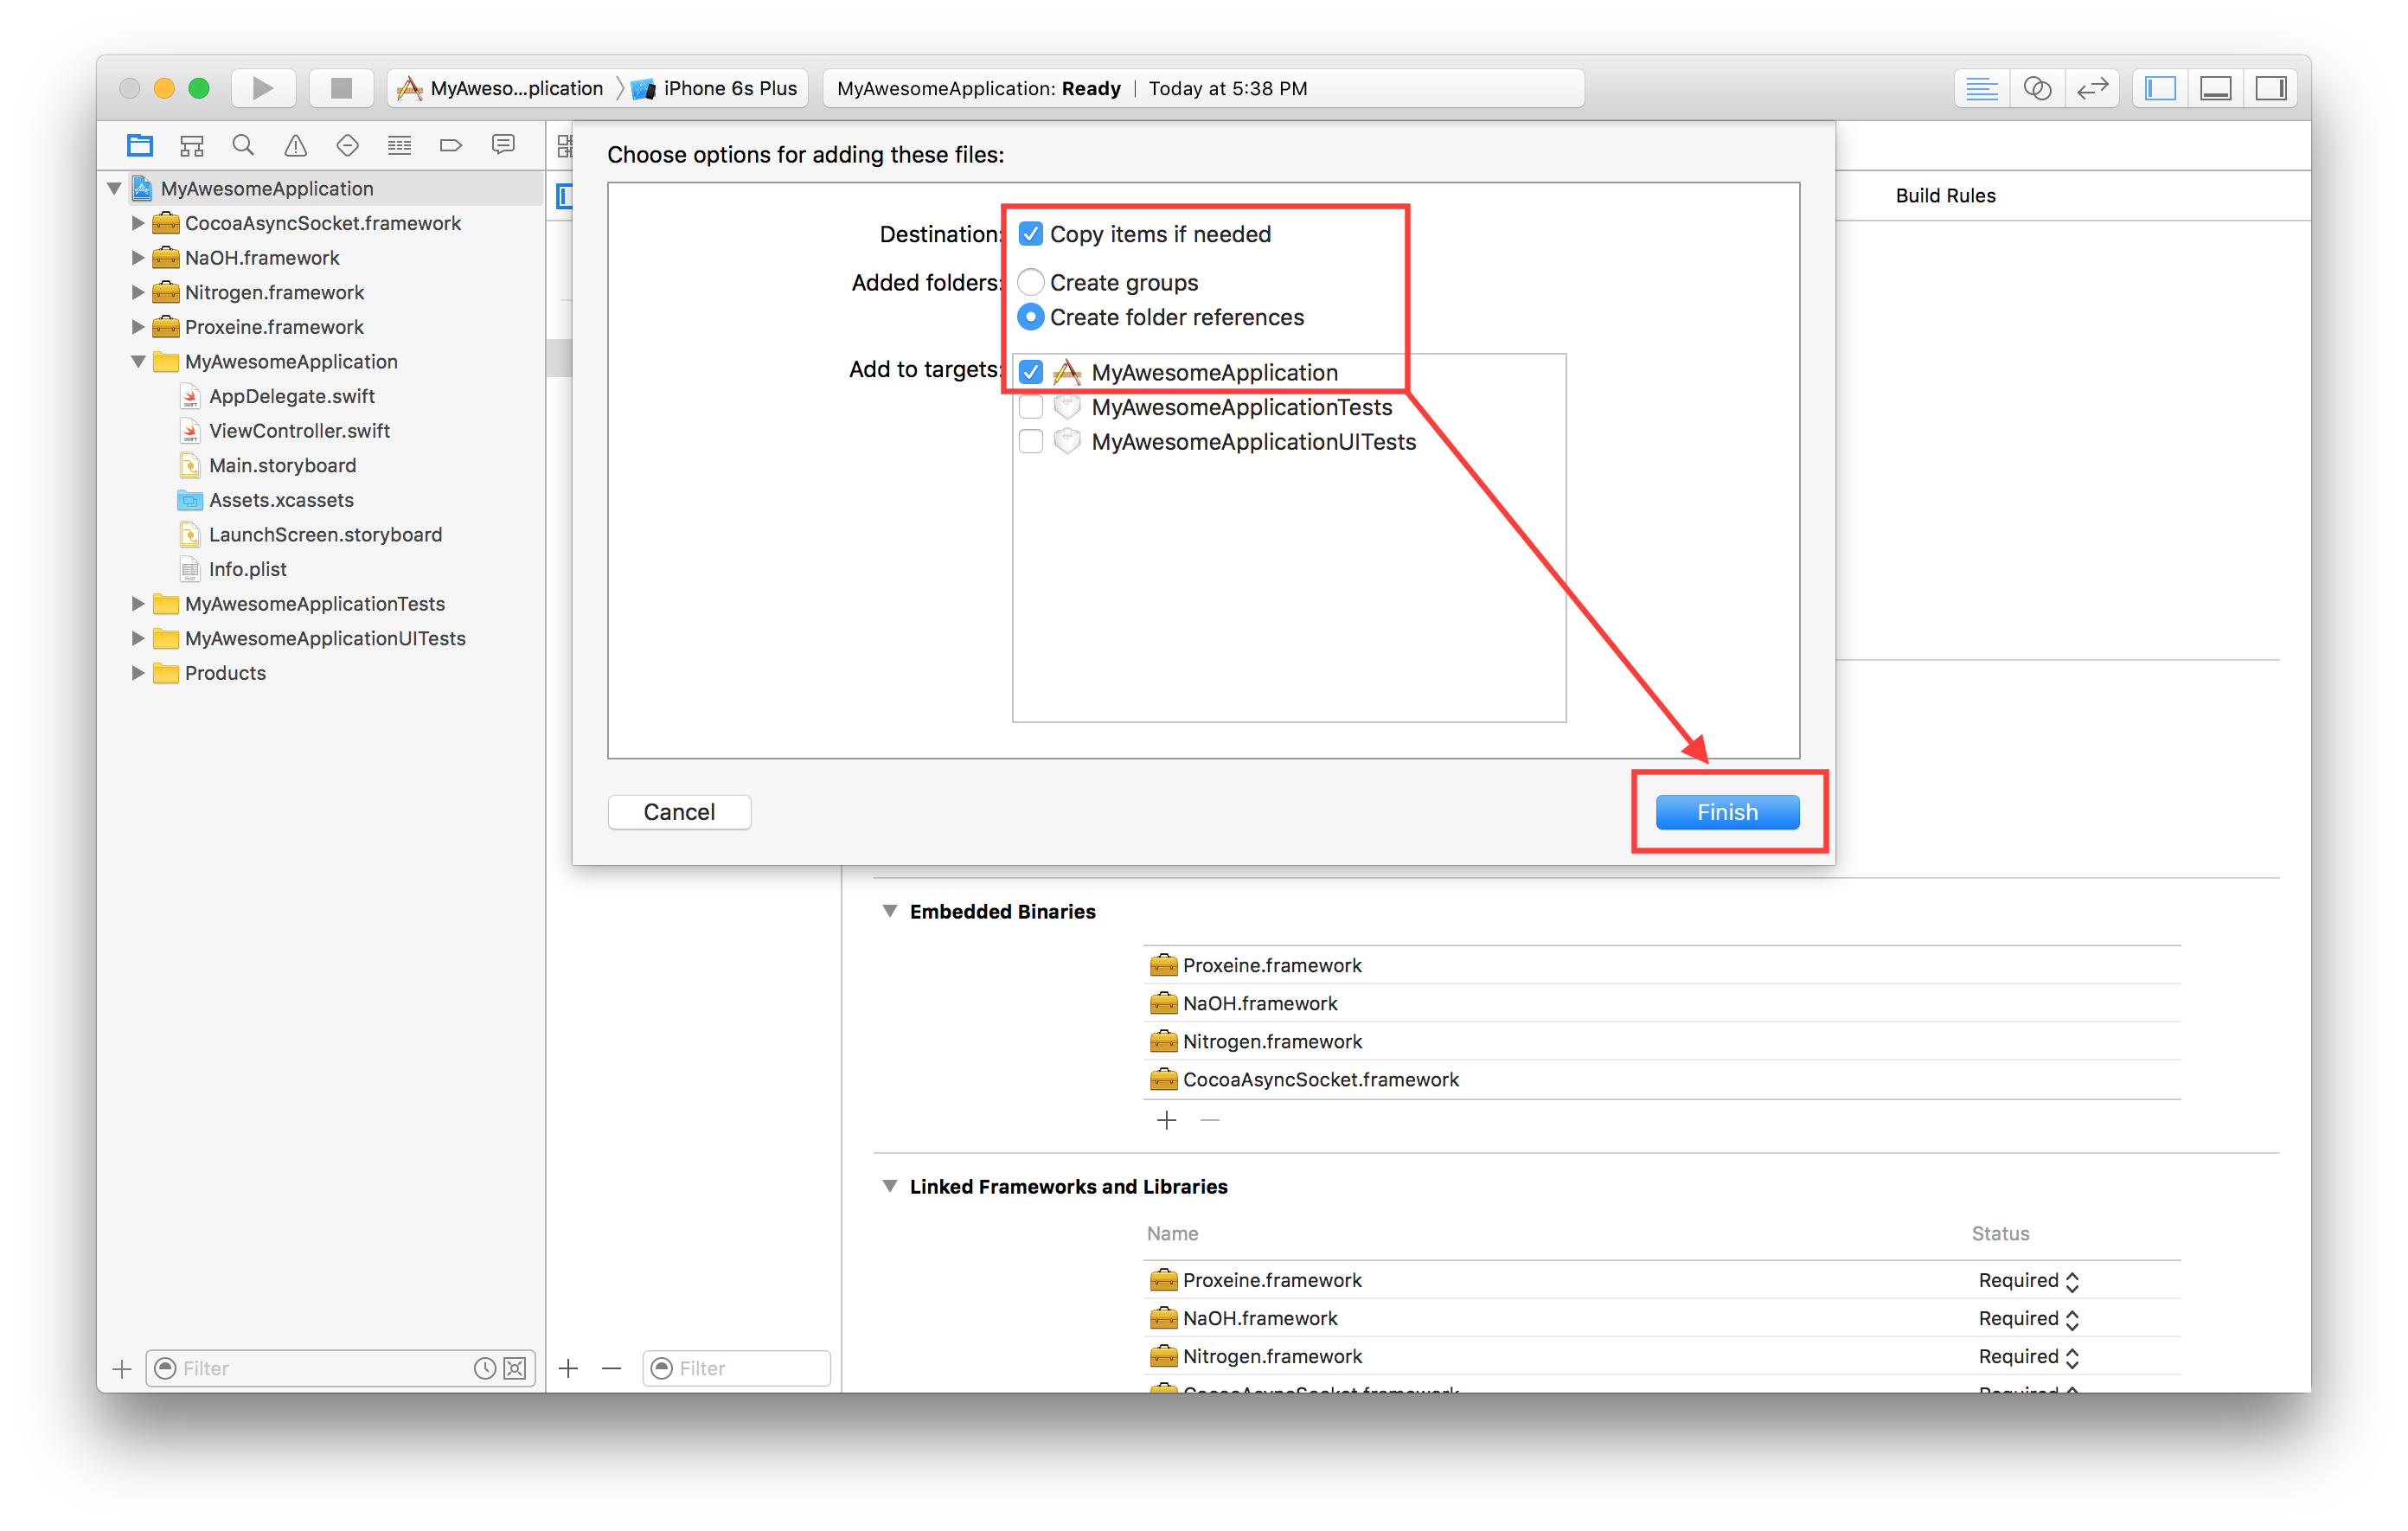 MyAweso...plication
iPhone 6s Plus
MyAwesomeApplication: Ready | Today at 5:38 PM
MyAwesomeApplication
CocoaAsyncSocket.framework
NaOH.framework
Nitrogen.framework
Proxeine.framework
MyAwesomeApplication
AppDelegate.swift
ViewController.swift
Main.storyboard
Assets.xcassets
LaunchScreen.storyboard
Info.plist
MyAwesomeApplicationTests
MyAwesomeApplicationUITests
Products
Filter
Filter
Choose options for adding these files:
Destination: Copy items if needed
Added folders: Create groups
Create folder references
Add to targets: MyAwesomeApplication
MyAwesomeApplicationTests
MyAwesomeApplicationUITests
Cancel
Finish
Build Rules
Embedded Binaries
Proxeine.framework
NaOH.framework
Nitrogen.framework
CocoaAsyncSocket.framework
Linked Frameworks and Libraries
Name Status
Proxeine.framework Required
NaOH.framework Required
Nitrogen.framework Required
CocoaAsyncSocket.framework Required